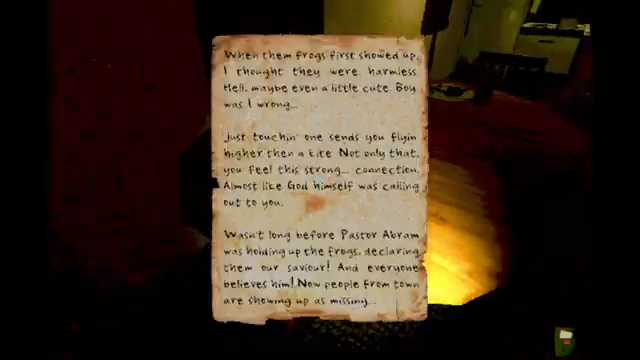 When them frogs first showed up,
I thought they were harmless
Hell, maybe even a little cute. Boy
was I wrong...
Just touchin' one sends you flyin
higher then a kite Not only that,
you feel this strong... connection.
Almost like God himself was calling
out to you.
Wasn't long before Pastor Abram
was holding up the frogs, declaring
them our saviour! And everyone
believes him! Now people from town
are showing up as missing...